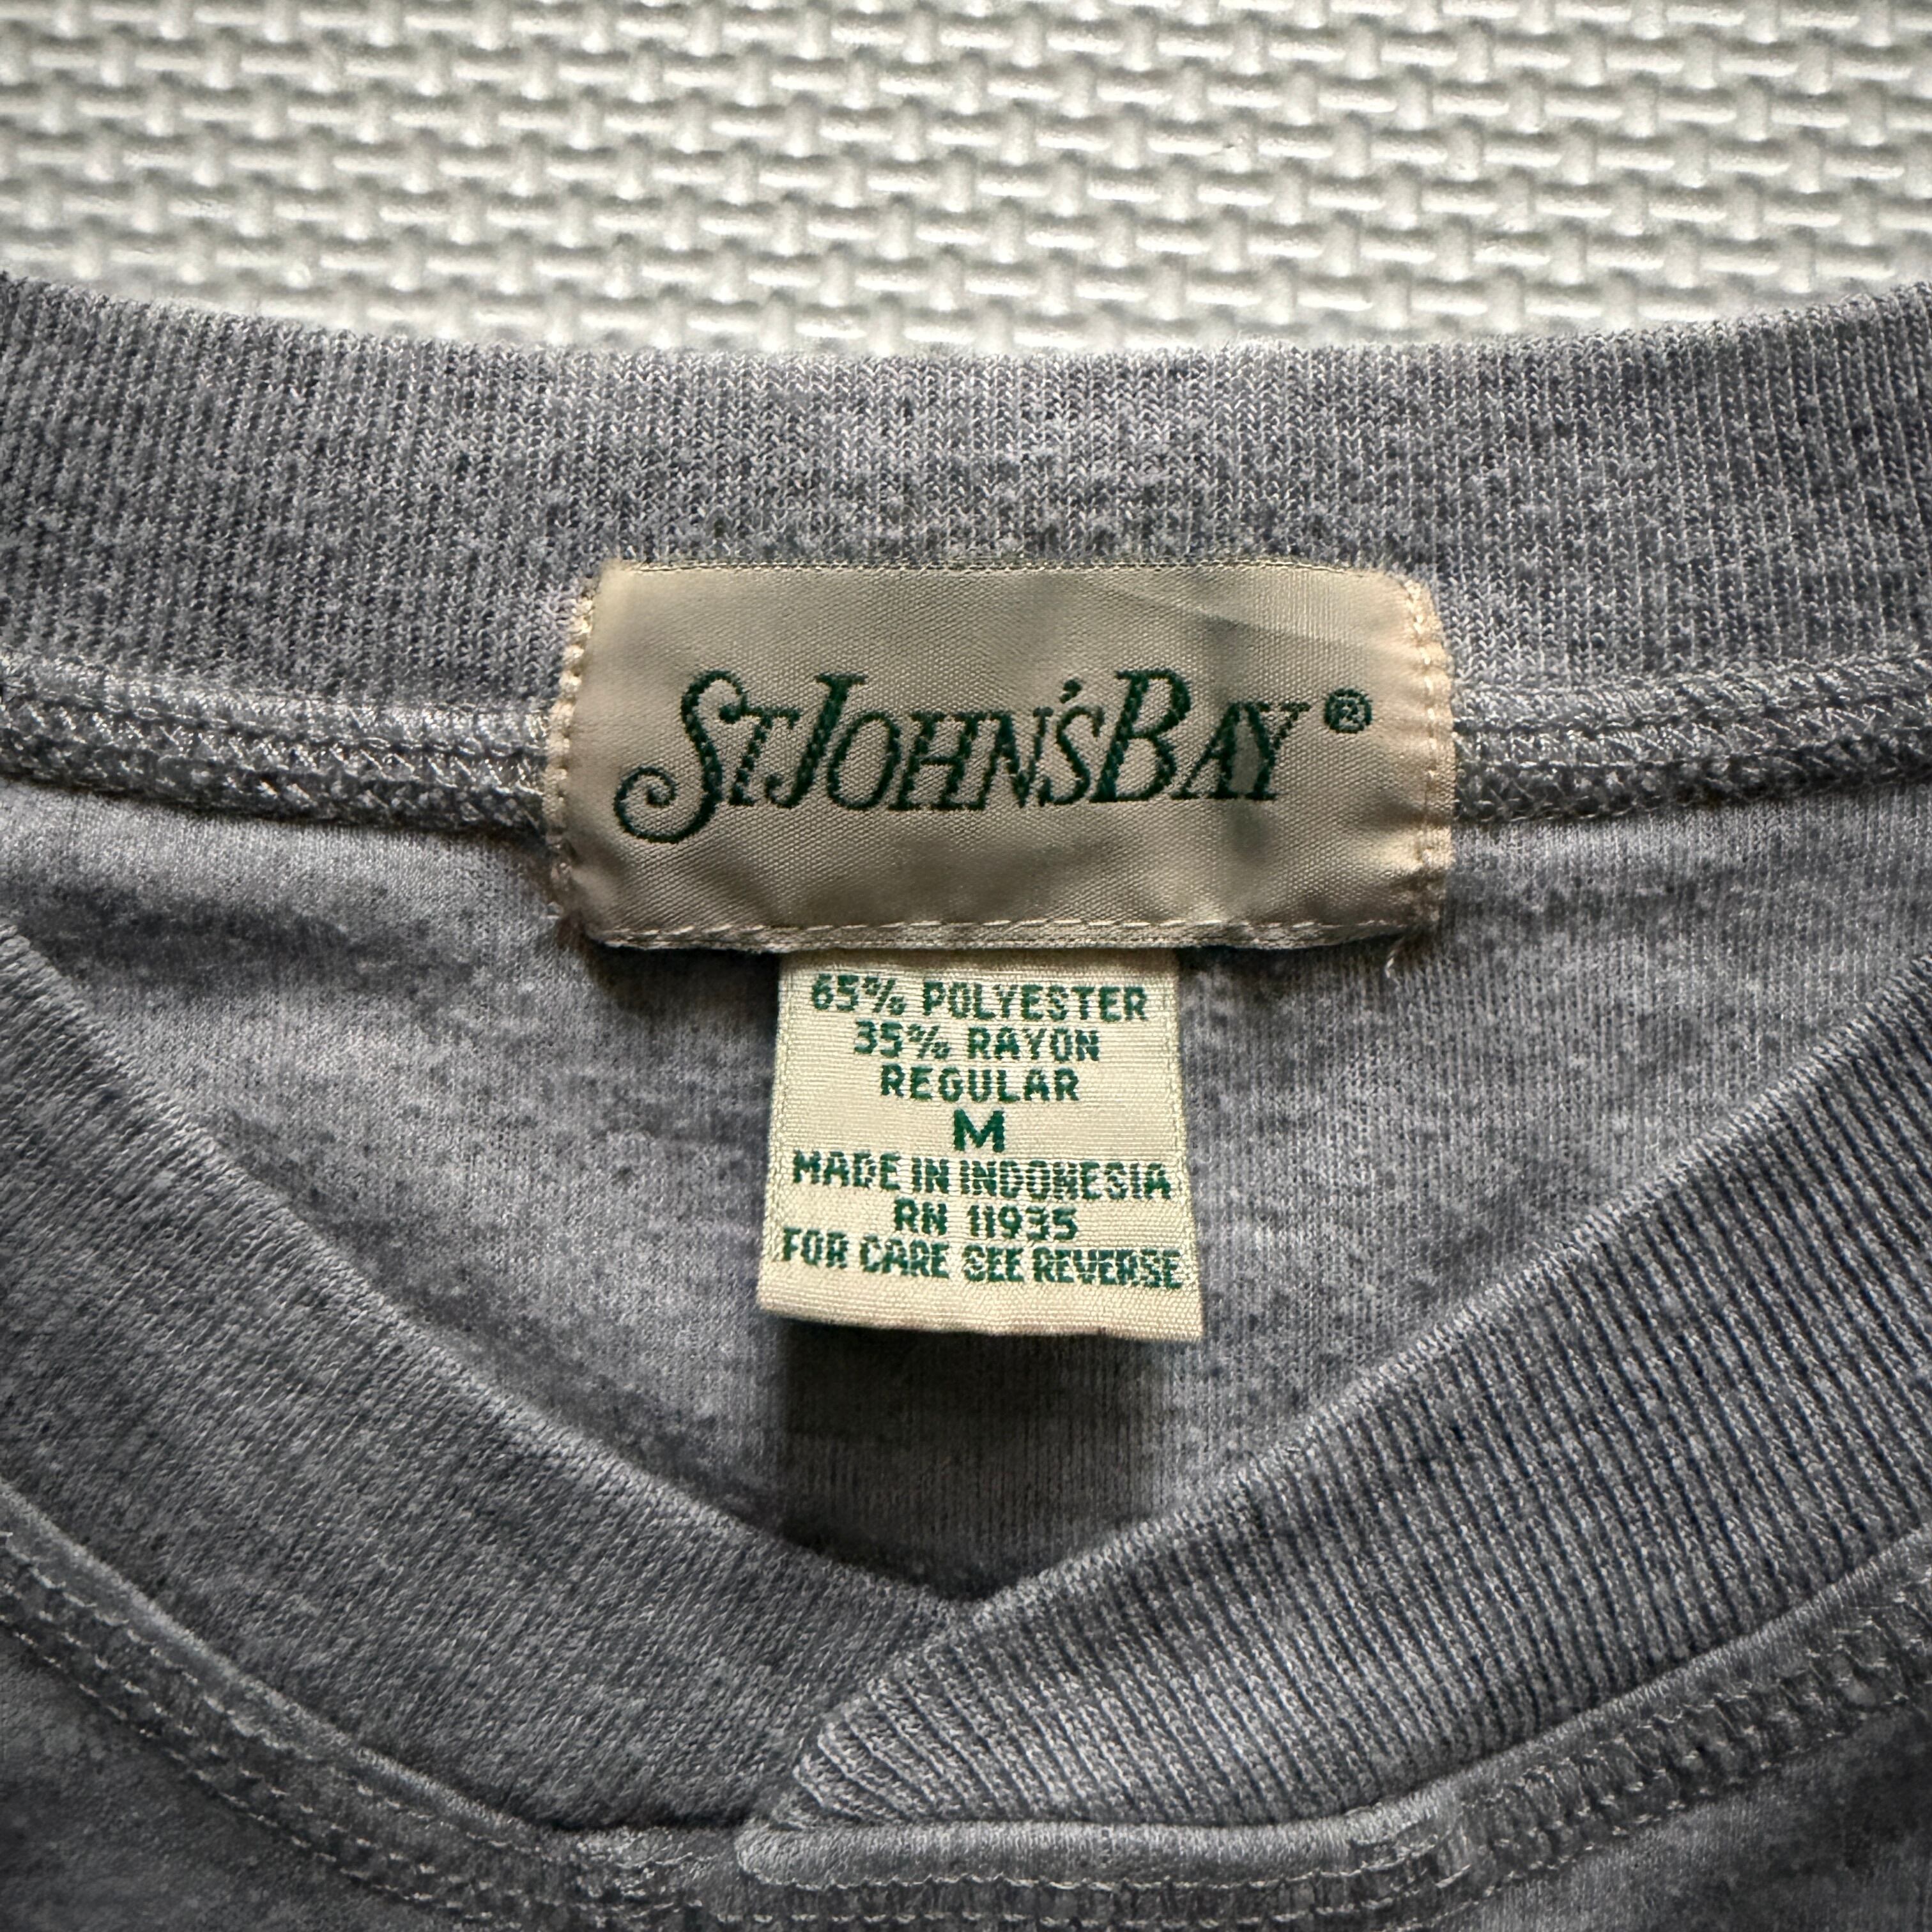 ST JOHN'S BAY ®
65% POLYESTER
35% RAYON
REGULAR
M
MADE IN INDONESIA
RN 11935
FOR CARE SEE REVERSE